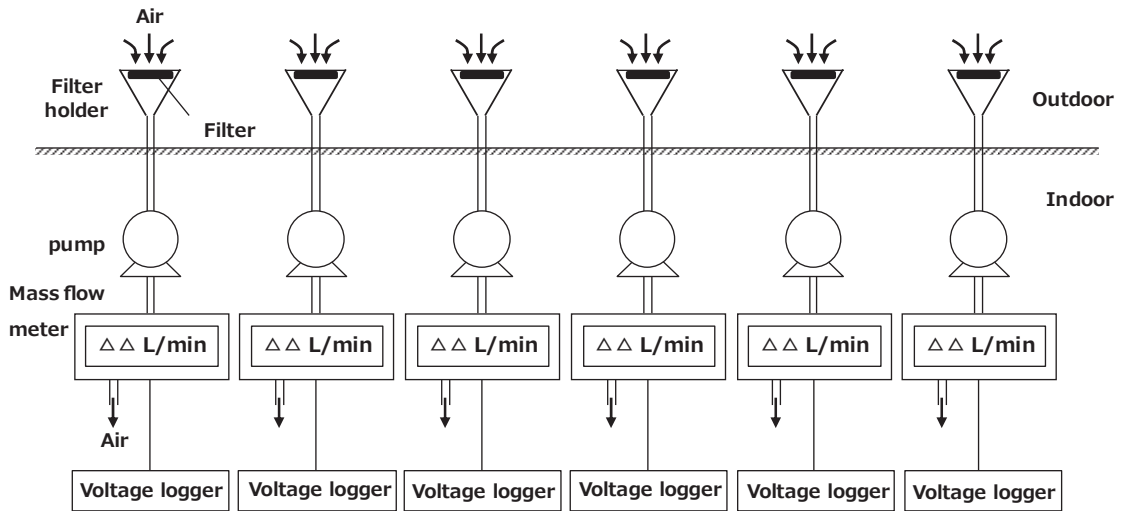 Air
Filter
holder
Filter
Outdoor
Indoor
pump
Mass flow
meter
△△ L/min
△△ L/min
△△ L/min
△△ L/min
△△ L/min
△△ L/min
Air
Voltage logger
Voltage logger
Voltage logger
Voltage logger
Voltage logger
Voltage logger